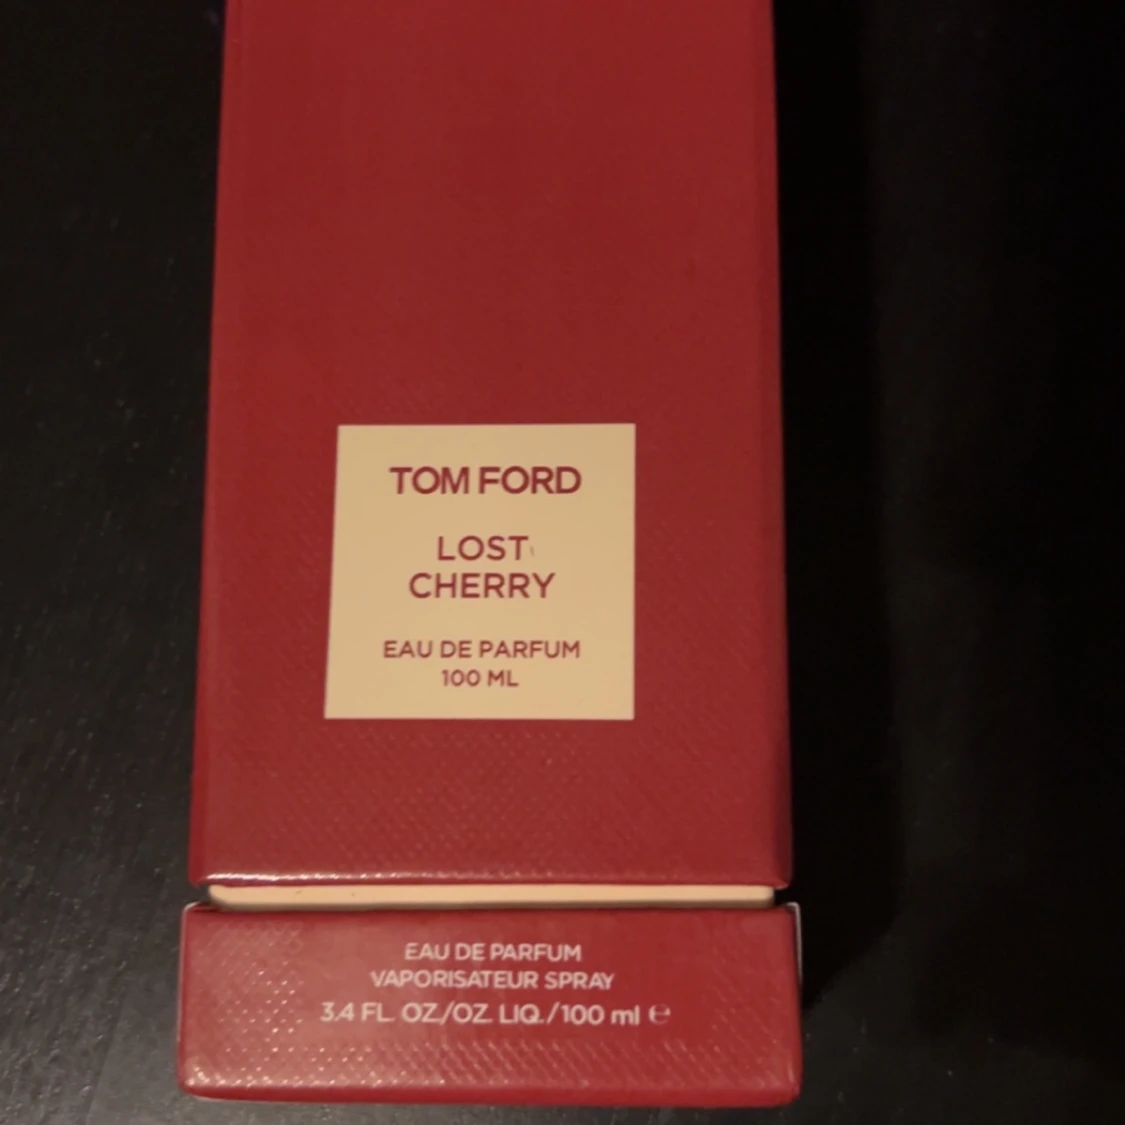 TOM FORD
LOST
CHERRY
EAU DE PARFUM
100 ML
EAU DE PARFUM
VAPORISATEUR SPRAY
3.4 FL. OZ./OZ. LIQ./100 ml ℮